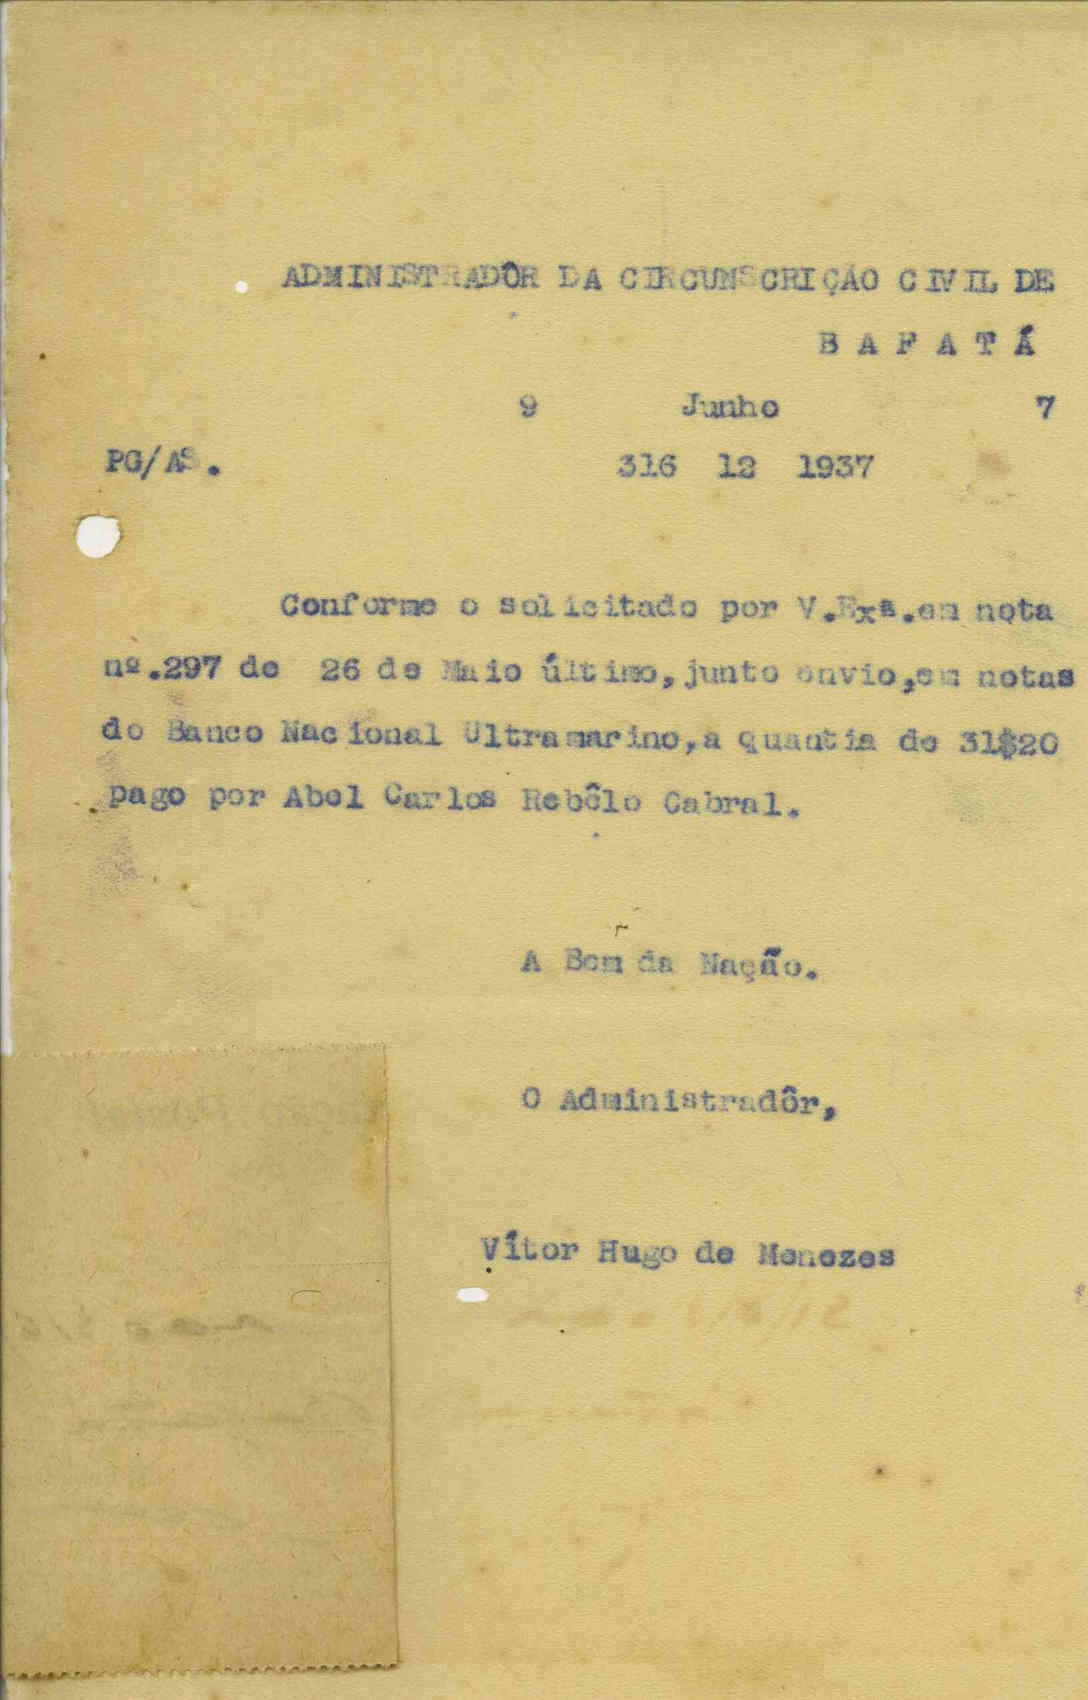 ADMINISTRADÔR DA CIRCUNSCRIÇÃO CIVIL DE
B A F A T Á
9 Junho 7
PG/AS. 316 12 1937
Conforme o solicitado por V.Exª.em nota
nº.297 de 26 de Maio último,junto envio,em notas
do Banco Nacional Ultramarino,a quantia de 31$20
pago por Abel Carlos Rebêlo Cabral.
A Bem da Nação.
O Administradôr,
Vítor Hugo de Menezes